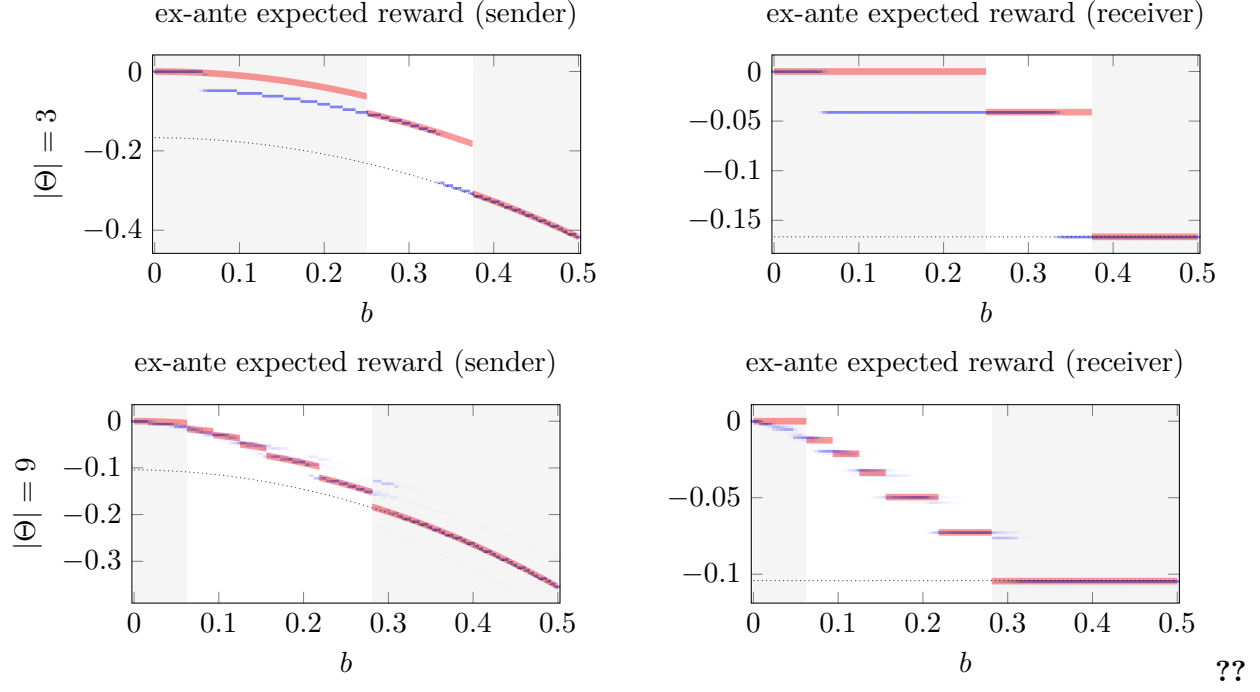 ex-ante expected reward (sender)
ex-ante expected reward (receiver)
|Θ| = 3
0
−0.2
−0.4
0 0.1 0.2 0.3 0.4 0.5
b
0
−0.05
−0.1
−0.15
0 0.1 0.2 0.3 0.4 0.5
b
ex-ante expected reward (sender)
ex-ante expected reward (receiver)
|Θ| = 9
0
−0.1
−0.2
−0.3
0 0.1 0.2 0.3 0.4 0.5
b
0
−0.05
−0.1
0 0.1 0.2 0.3 0.4 0.5
b
??